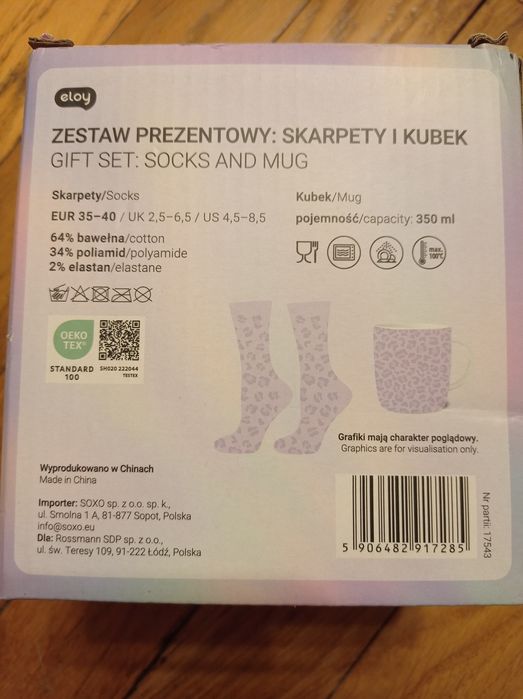 eloy
ZESTAW PREZENTOWY: SKARPETY I KUBEK
GIFT SET: SOCKS AND MUG
Skarpety/Socks
EUR 35–40 / UK 2,5–6,5 / US 4,5–8,5
64% bawełna/cotton
34% poliamid/polyamide
2% elastan/elastane
Kubek/Mug
pojemność/capacity: 350 ml
max.
100°C
OEKO
TEX®
STANDARD
100
SH020 222044
TESTEX
Grafiki mają charakter poglądowy.
Graphics are for visualisation only.
Wyprodukowano w Chinach
Made in China
Importer: SOXO sp. z o.o. sp. k.,
ul. Smolna 1 A, 81-877 Sopot, Polska
info@soxo.eu
Dla: Rossmann SDP sp. z o.o.,
ul. św. Teresy 109, 91-222 Łódź, Polska
5 906482 917285
Nr partii: 17543